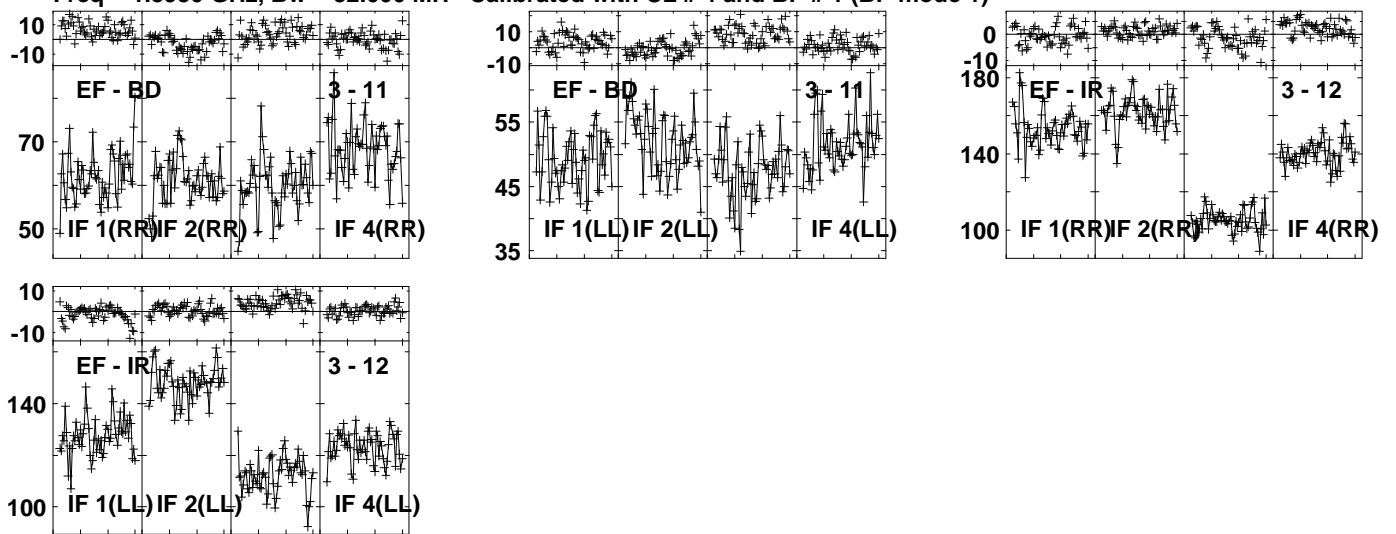 10
-10
EF - BD 3 - 11
70
50
IF 1(RR) IF 2(RR) IF 4(RR)
10
-10
EF - BD 3 - 11
55
45
35
IF 1(LL) IF 2(LL) IF 4(LL)
0
-10
180
EF - IR 3 - 12
140
100
IF 1(RR) IF 2(RR) IF 4(RR)
10
-10
EF - IR 3 - 12
140
100
IF 1(LL) IF 2(LL) IF 4(LL)